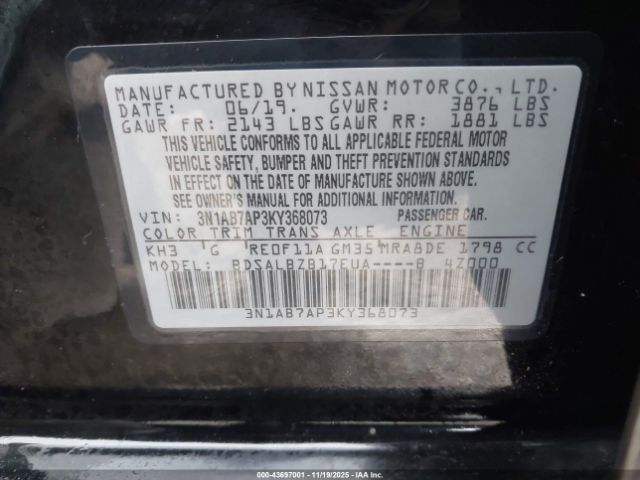 MANUFACTURED BY NISSAN MOTOR CO., LTD.
DATE: 06/19. GVWR: 3876 LBS
GAWR FR: 2143 LBS GAWR RR: 1881 LBS
THIS VEHICLE CONFORMS TO ALL APPLICABLE FEDERAL MOTOR
VEHICLE SAFETY, BUMPER AND THEFT PREVENTION STANDARDS
IN EFFECT ON THE DATE OF MANUFACTURE SHOWN ABOVE.
SEE OWNER'S MANUAL FOR ADDITIONAL INFORMATION.
VIN: 3N1AB7AP3KY368073 PASSENGER CAR.
COLOR TRIM TRANS AXLE ENGINE
KH3 G RE0F11A GM35 MRA8DE 1798 CC
MODEL: BDSALBZB17EUA----B 4Z000
3N1AB7AP3KY368073
000-43697001 11/19/2025 IAAI.COM